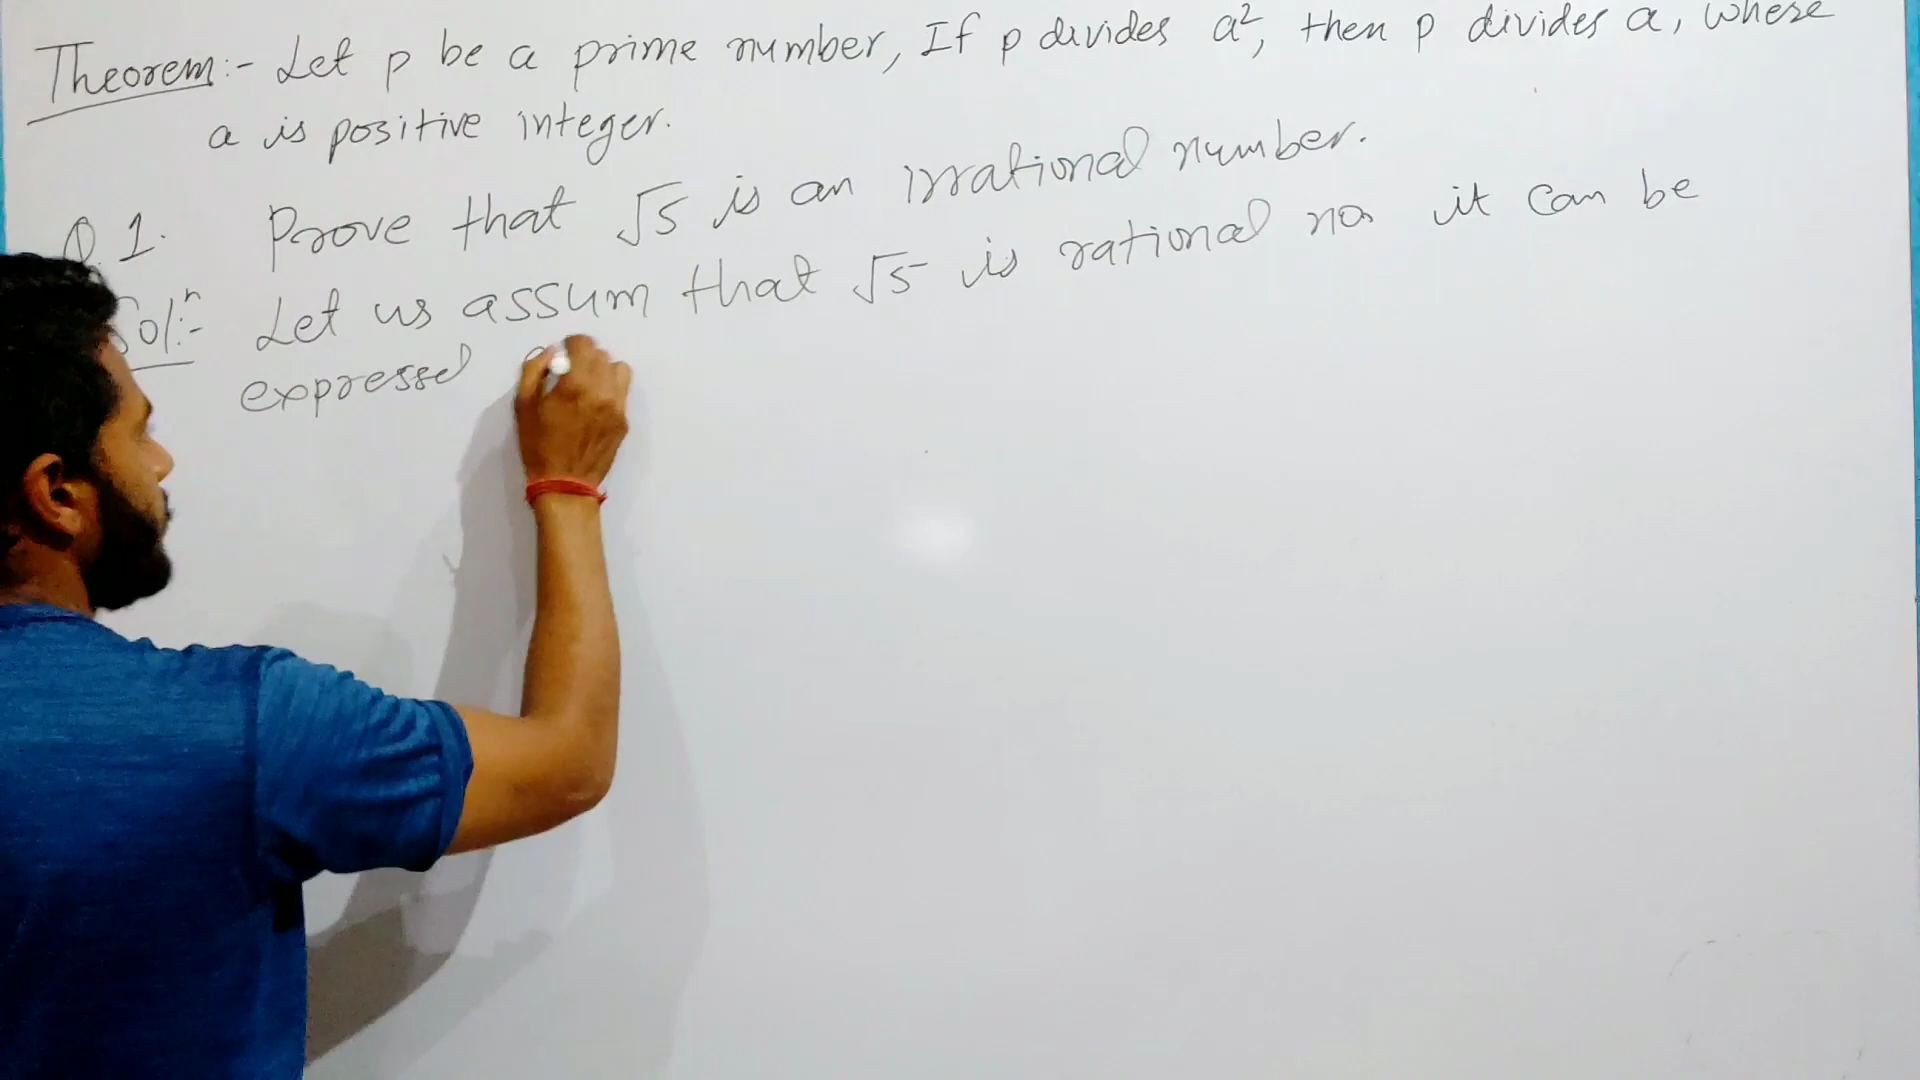 Theorem:- Let p be a prime number, If p divides a², then p divides a, where
a is positive integer.
Q.1. Prove that √5 is an irrational number.
Solⁿ:- Let us assum that √5 is rational no. it can be
expressed